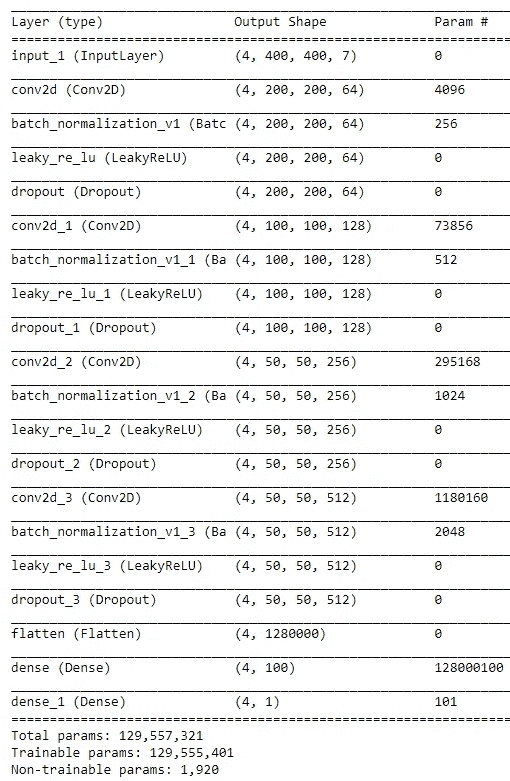 Layer (type) Output Shape Param #
input_1 (InputLayer) (4, 400, 400, 7) 0
conv2d (Conv2D) (4, 200, 200, 64) 4096
batch_normalization_v1 (Batc (4, 200, 200, 64) 256
leaky_re_lu (LeakyReLU) (4, 200, 200, 64) 0
dropout (Dropout) (4, 200, 200, 64) 0
conv2d_1 (Conv2D) (4, 100, 100, 128) 73856
batch_normalization_v1_1 (Ba (4, 100, 100, 128) 512
leaky_re_lu_1 (LeakyReLU) (4, 100, 100, 128) 0
dropout_1 (Dropout) (4, 100, 100, 128) 0
conv2d_2 (Conv2D) (4, 50, 50, 256) 295168
batch_normalization_v1_2 (Ba (4, 50, 50, 256) 1024
leaky_re_lu_2 (LeakyReLU) (4, 50, 50, 256) 0
dropout_2 (Dropout) (4, 50, 50, 256) 0
conv2d_3 (Conv2D) (4, 50, 50, 512) 1180160
batch_normalization_v1_3 (Ba (4, 50, 50, 512) 2048
leaky_re_lu_3 (LeakyReLU) (4, 50, 50, 512) 0
dropout_3 (Dropout) (4, 50, 50, 512) 0
flatten (Flatten) (4, 1280000) 0
dense (Dense) (4, 100) 128000100
dense_1 (Dense) (4, 1) 101
Total params: 129,557,321
Trainable params: 129,555,401
Non-trainable params: 1,920